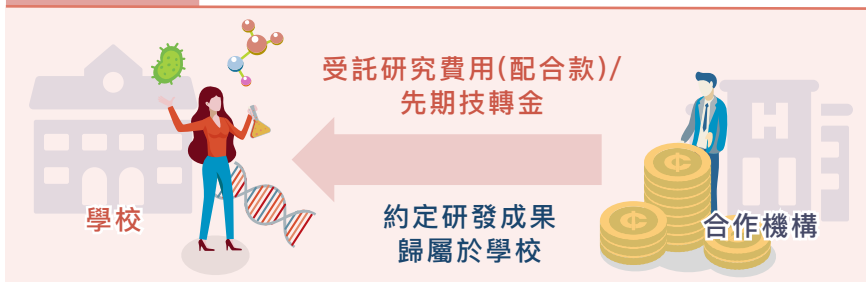 受託研究費用(配合款)/
先期技轉金
約定研發成果
歸屬於學校
學校
合作機構